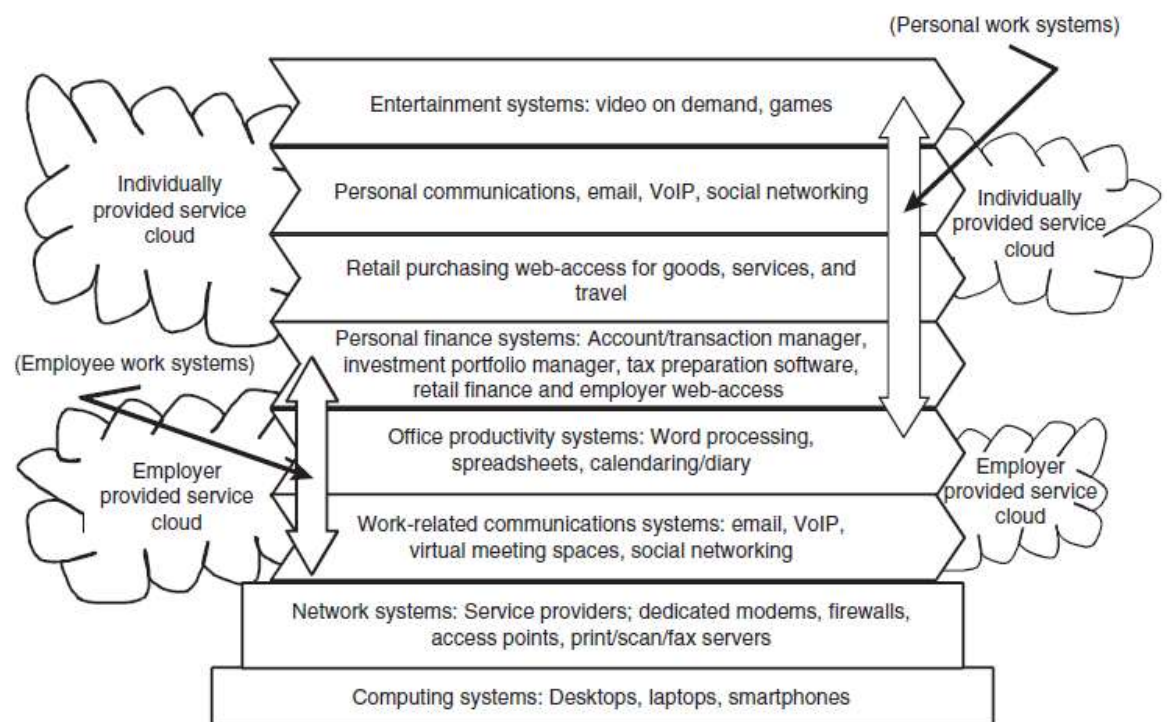 (Personal work systems)
Entertainment systems: video on demand, games
Individually
provided service
cloud
Personal communications, email, VoIP, social networking
Individually
provided service
cloud
Retail purchasing web-access for goods, services, and
travel
(Employee work systems)
Personal finance systems: Account/transaction manager,
investment portfolio manager, tax preparation software,
retail finance and employer web-access
Office productivity systems: Word processing,
spreadsheets, calendaring/diary
Employer
provided service
cloud
Employer
provided service
cloud
Work-related communications systems: email, VoIP,
virtual meeting spaces, social networking
Network systems: Service providers; dedicated modems, firewalls,
access points, print/scan/fax servers
Computing systems: Desktops, laptops, smartphones